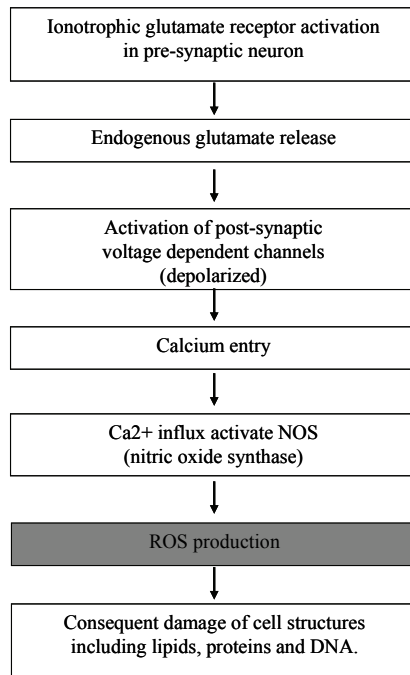 Ionotrophic glutamate receptor activation
in pre-synaptic neuron
Endogenous glutamate release
Activation of post-synaptic
voltage dependent channels
(depolarized)
Calcium entry
Ca2+ influx activate NOS
(nitric oxide synthase)
ROS production
Consequent damage of cell structures
including lipids, proteins and DNA.